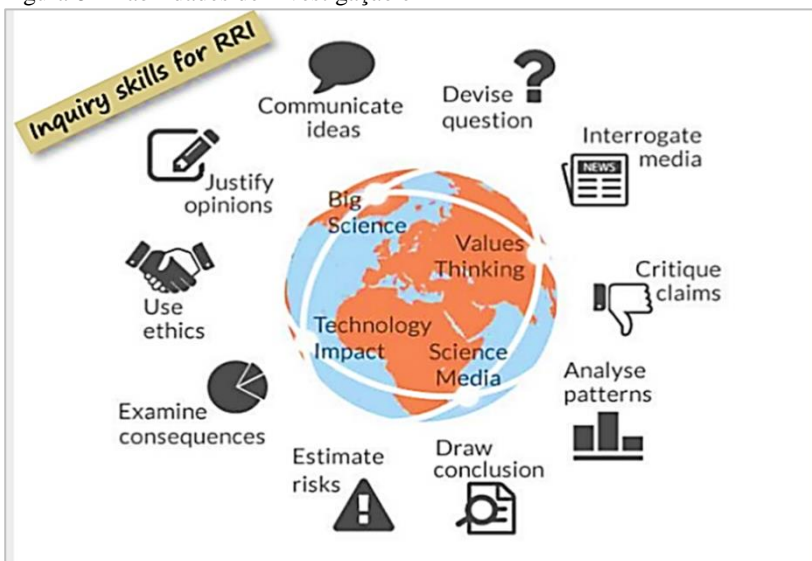 Inquiry skills for RRI
Communicate
ideas
Devise
question
Interrogate
media
NEWS
Justify
opinions
Big
Science
Values
Thinking
Critique
claims
Use
ethics
Technology
Impact
Science
Media
Analyse
patterns
Examine
consequences
Estimate
risks
Draw
conclusion